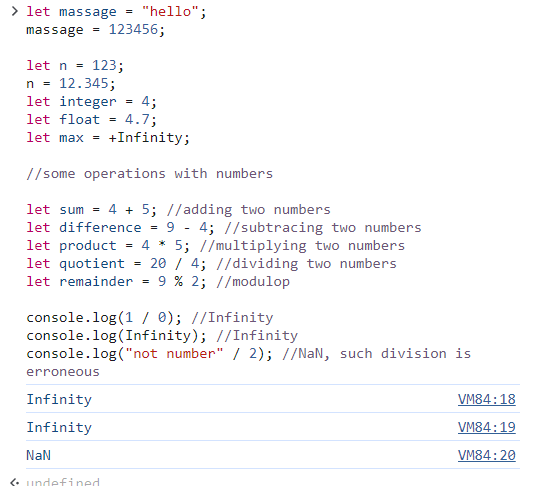 let massage = "hello";
massage = 123456;
let n = 123;
n = 12.345;
let integer = 4;
let float = 4.7;
let max = +Infinity;
//some operations with numbers
let sum = 4 + 5; //adding two numbers
let difference = 9 - 4; //subtracing two numbers
let product = 4 * 5; //multiplying two numbers
let quotient = 20 / 4; //dividing two numbers
let remainder = 9 % 2; //modulop
console.log(1 / 0); //Infinity
console.log(Infinity); //Infinity
console.log("not number" / 2); //NaN, such division is
erroneous
Infinity VM84:18
Infinity VM84:19
NaN VM84:20
undefined